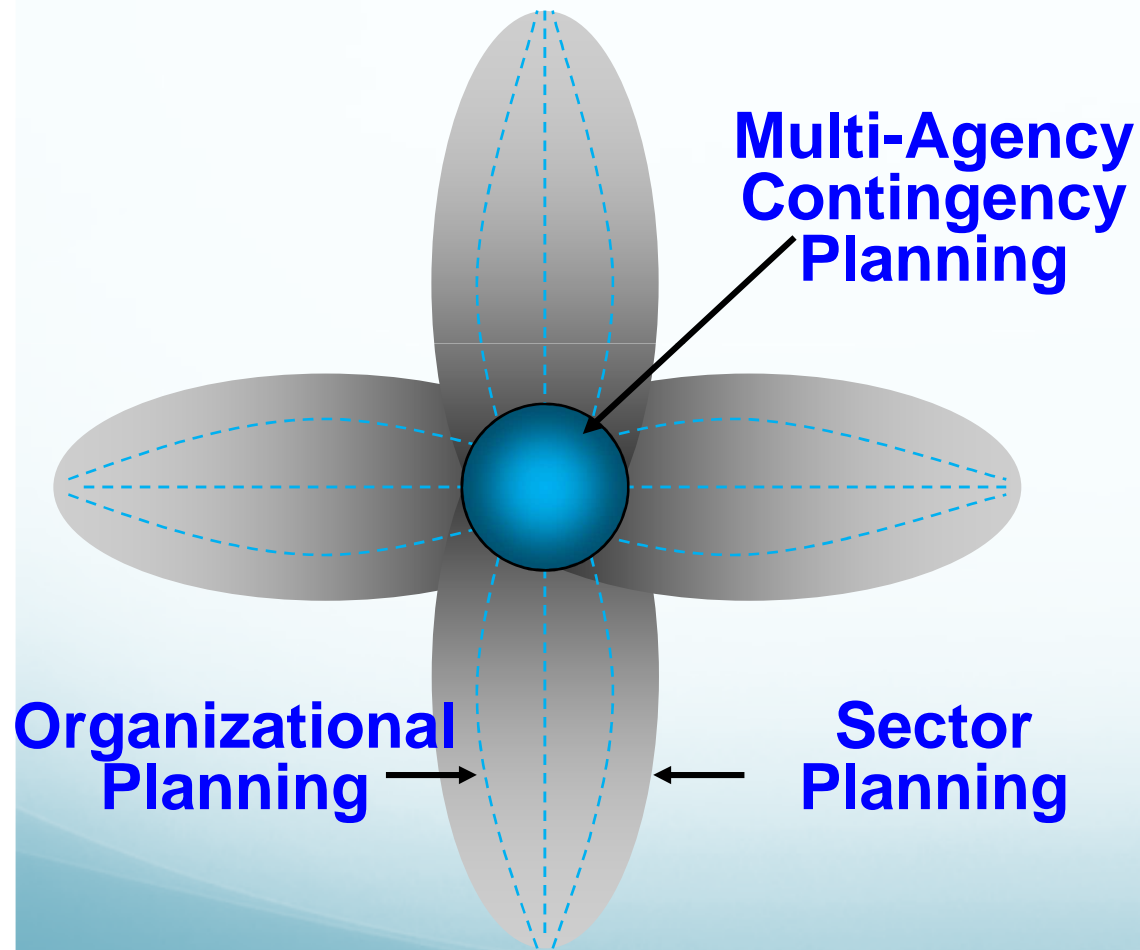 Multi-Agency
Contingency
Planning
Organizational
Planning
Sector
Planning